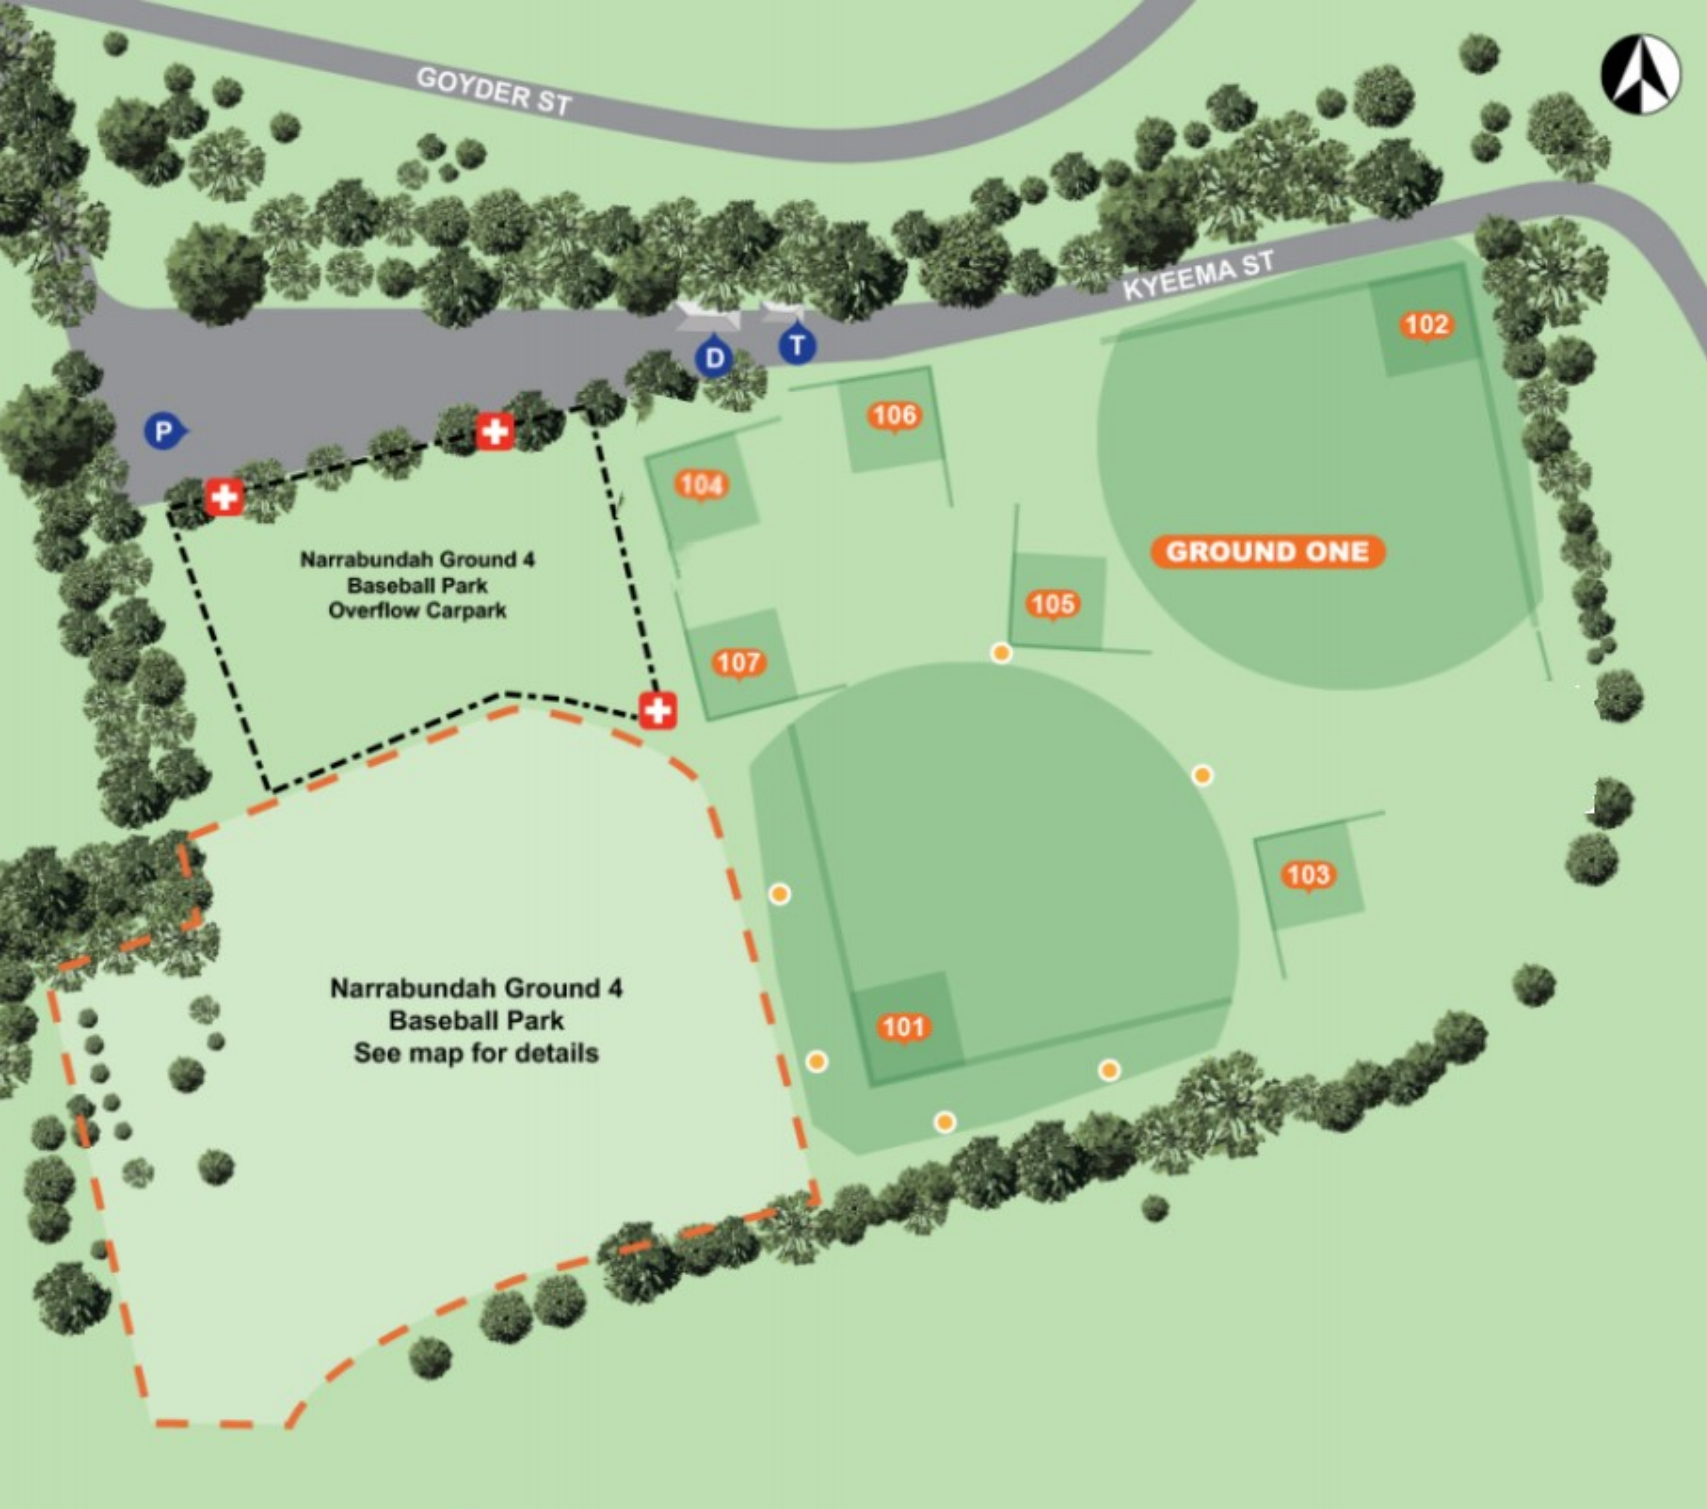 GOYDER ST
KYEEMA ST
102
D
T
106
P
104
Narrabundah Ground 4
Baseball Park
Overflow Carpark
GROUND ONE
105
107
103
Narrabundah Ground 4
Baseball Park
See map for details
101